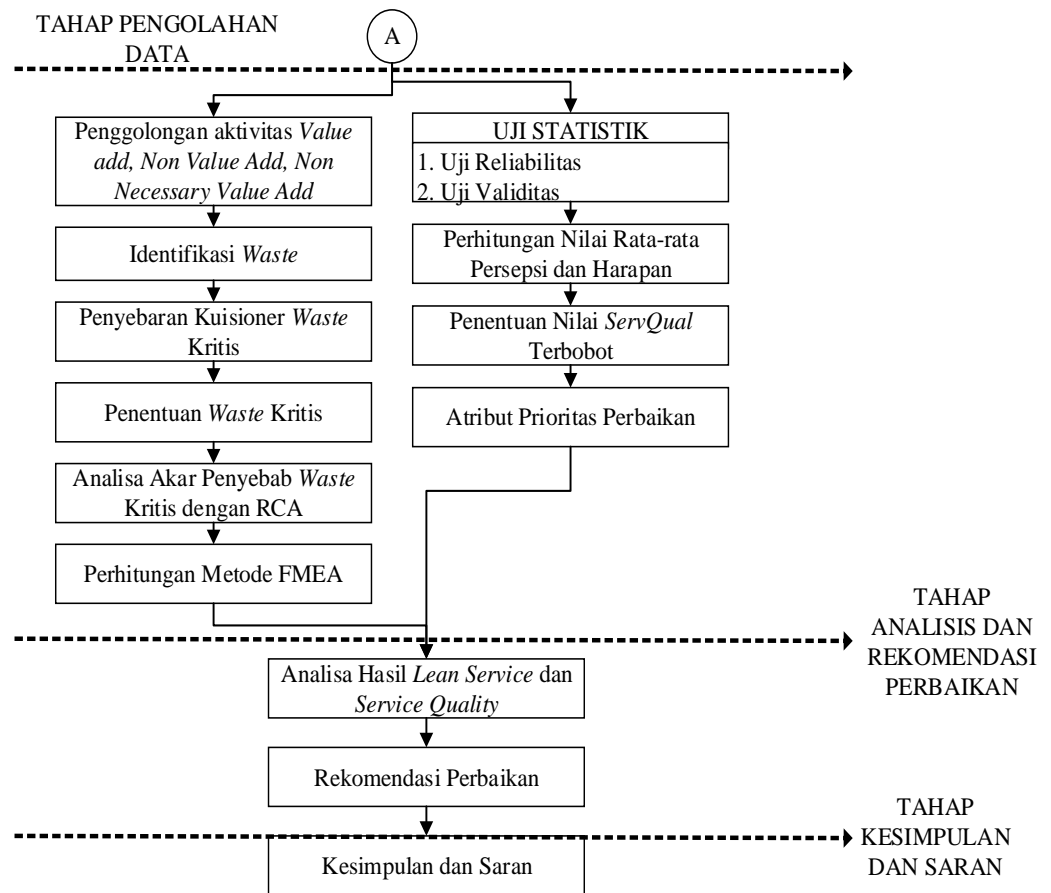 TAHAP PENGOLAHAN
DATA
A
Penggolongan aktivitas Value
add, Non Value Add, Non
Necessary Value Add
Identifikasi Waste
Penyebaran Kuisioner Waste
Kritis
Penentuan Waste Kritis
Analisa Akar Penyebab Waste
Kritis dengan RCA
Perhitungan Metode FMEA
UJI STATISTIK
1. Uji Reliabilitas
2. Uji Validitas
Perhitungan Nilai Rata-rata
Persepsi dan Harapan
Penentuan Nilai ServQual
Terbobot
Atribut Prioritas Perbaikan
TAHAP
ANALISIS DAN
REKOMENDASI
PERBAIKAN
Analisa Hasil Lean Service dan
Service Quality
Rekomendasi Perbaikan
TAHAP
KESIMPULAN
DAN SARAN
Kesimpulan dan Saran